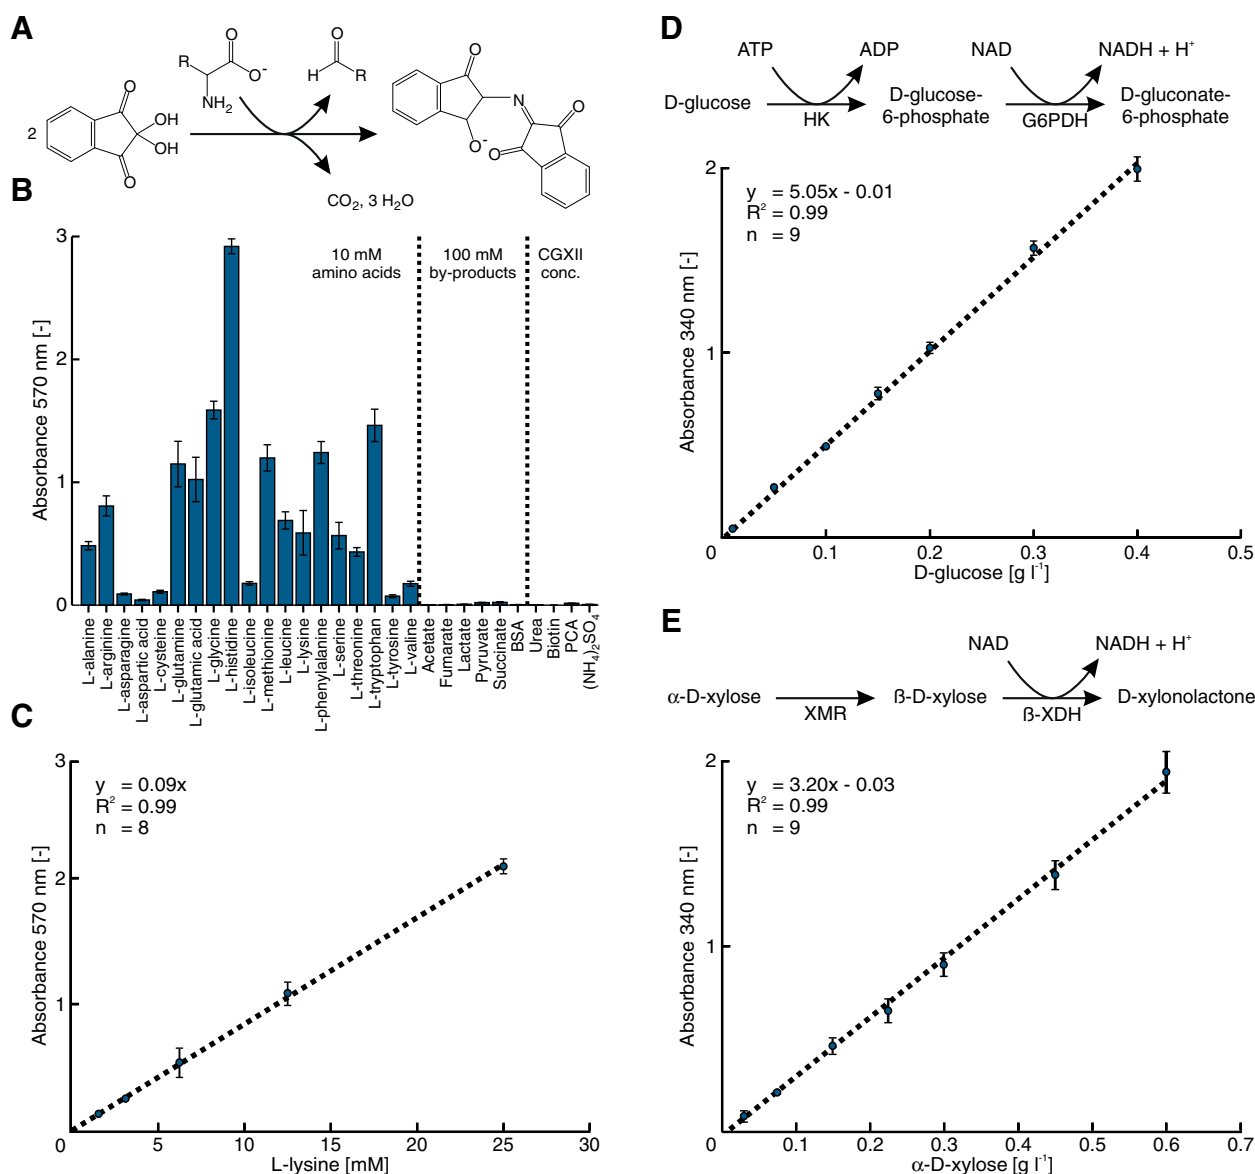 A
R
O
O⁻
NH₂
O
H
R
2
O
O
OH
OH
CO₂, 3 H₂O
O
N
O⁻
O
O
B
Absorbance 570 nm [-]
3
2
1
0
10 mM
amino acids
100 mM
by-products
CGXII
conc.
L-alanine
L-arginine
L-asparagine
L-aspartic acid
L-cysteine
L-glutamine
L-glutamic acid
L-glycine
L-histidine
L-isoleucine
L-methionine
L-leucine
L-lysine
L-phenylalanine
L-serine
L-threonine
L-tryptophan
L-tyrosine
L-valine
Acetate
Fumarate
Lactate
Pyruvate
Succinate
BSA
Urea
Biotin
PCA
(NH4)₂SO₄
C
Absorbance 570 nm [-]
3
2
1
0
y = 0.09x
R² = 0.99
n = 8
5 10 15 20 25 30
L-lysine [mM]
D
ATP ADP NAD NADH + H⁺
D-glucose
HK
D-glucose-
6-phosphate
G6PDH
D-gluconate-
6-phosphate
Absorbance 340 nm [-]
2
1
0
y = 5.05x - 0.01
R² = 0.99
n = 9
0.1 0.2 0.3 0.4 0.5
D-glucose [g l⁻¹]
E
NAD NADH + H⁺
α-D-xylose
XMR
ß-D-xylose
ß-XDH
D-xylonolactone
Absorbance 340 nm [-]
2
1
0
y = 3.20x - 0.03
R² = 0.99
n = 9
0.1 0.2 0.3 0.4 0.5 0.6 0.7
α-D-xylose [g l⁻¹]